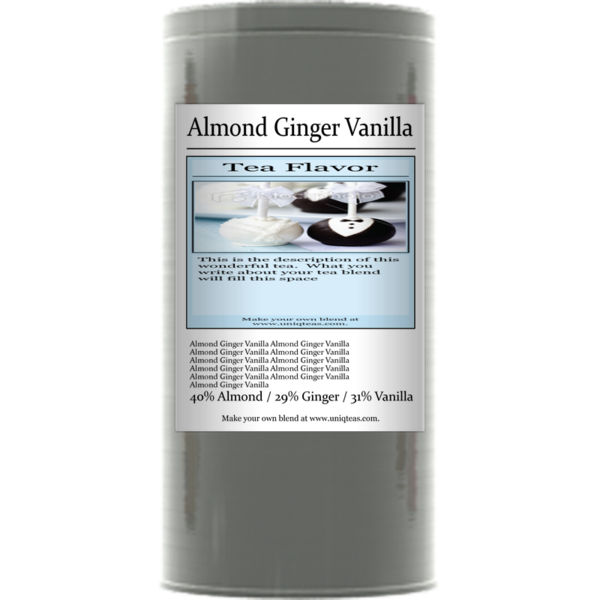 Almond Ginger Vanilla
Tea Flavor
This is the description of this
wonderful tea. What you
write about your tea blend
will fill this space
Make your own blend at
www.uniqteas.com.
Almond Ginger Vanilla Almond Ginger Vanilla
Almond Ginger Vanilla Almond Ginger Vanilla
Almond Ginger Vanilla Almond Ginger Vanilla
Almond Ginger Vanilla Almond Ginger Vanilla
Almond Ginger Vanilla Almond Ginger Vanilla
Almond Ginger Vanilla
40% Almond / 29% Ginger / 31% Vanilla
Make your own blend at www.uniqteas.com.